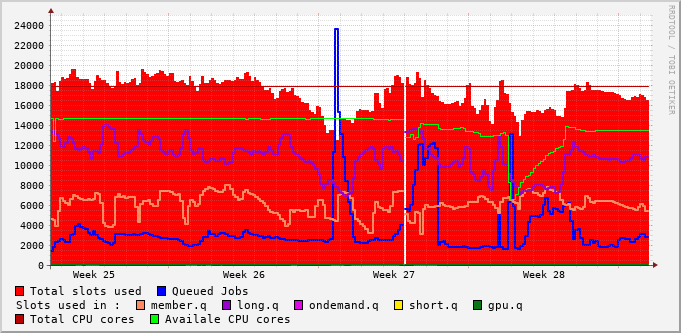 24000
22000
20000
18000
16000
14000
12000
10000
8000
6000
4000
2000
0
Week 25 Week 26 Week 27 Week 28
Total slots used Queued Jobs
Slots used in : member.q long.q ondemand.q short.q gpu.q
Total CPU cores Availale CPU cores
RRDTOOL / TOBI OETIKER